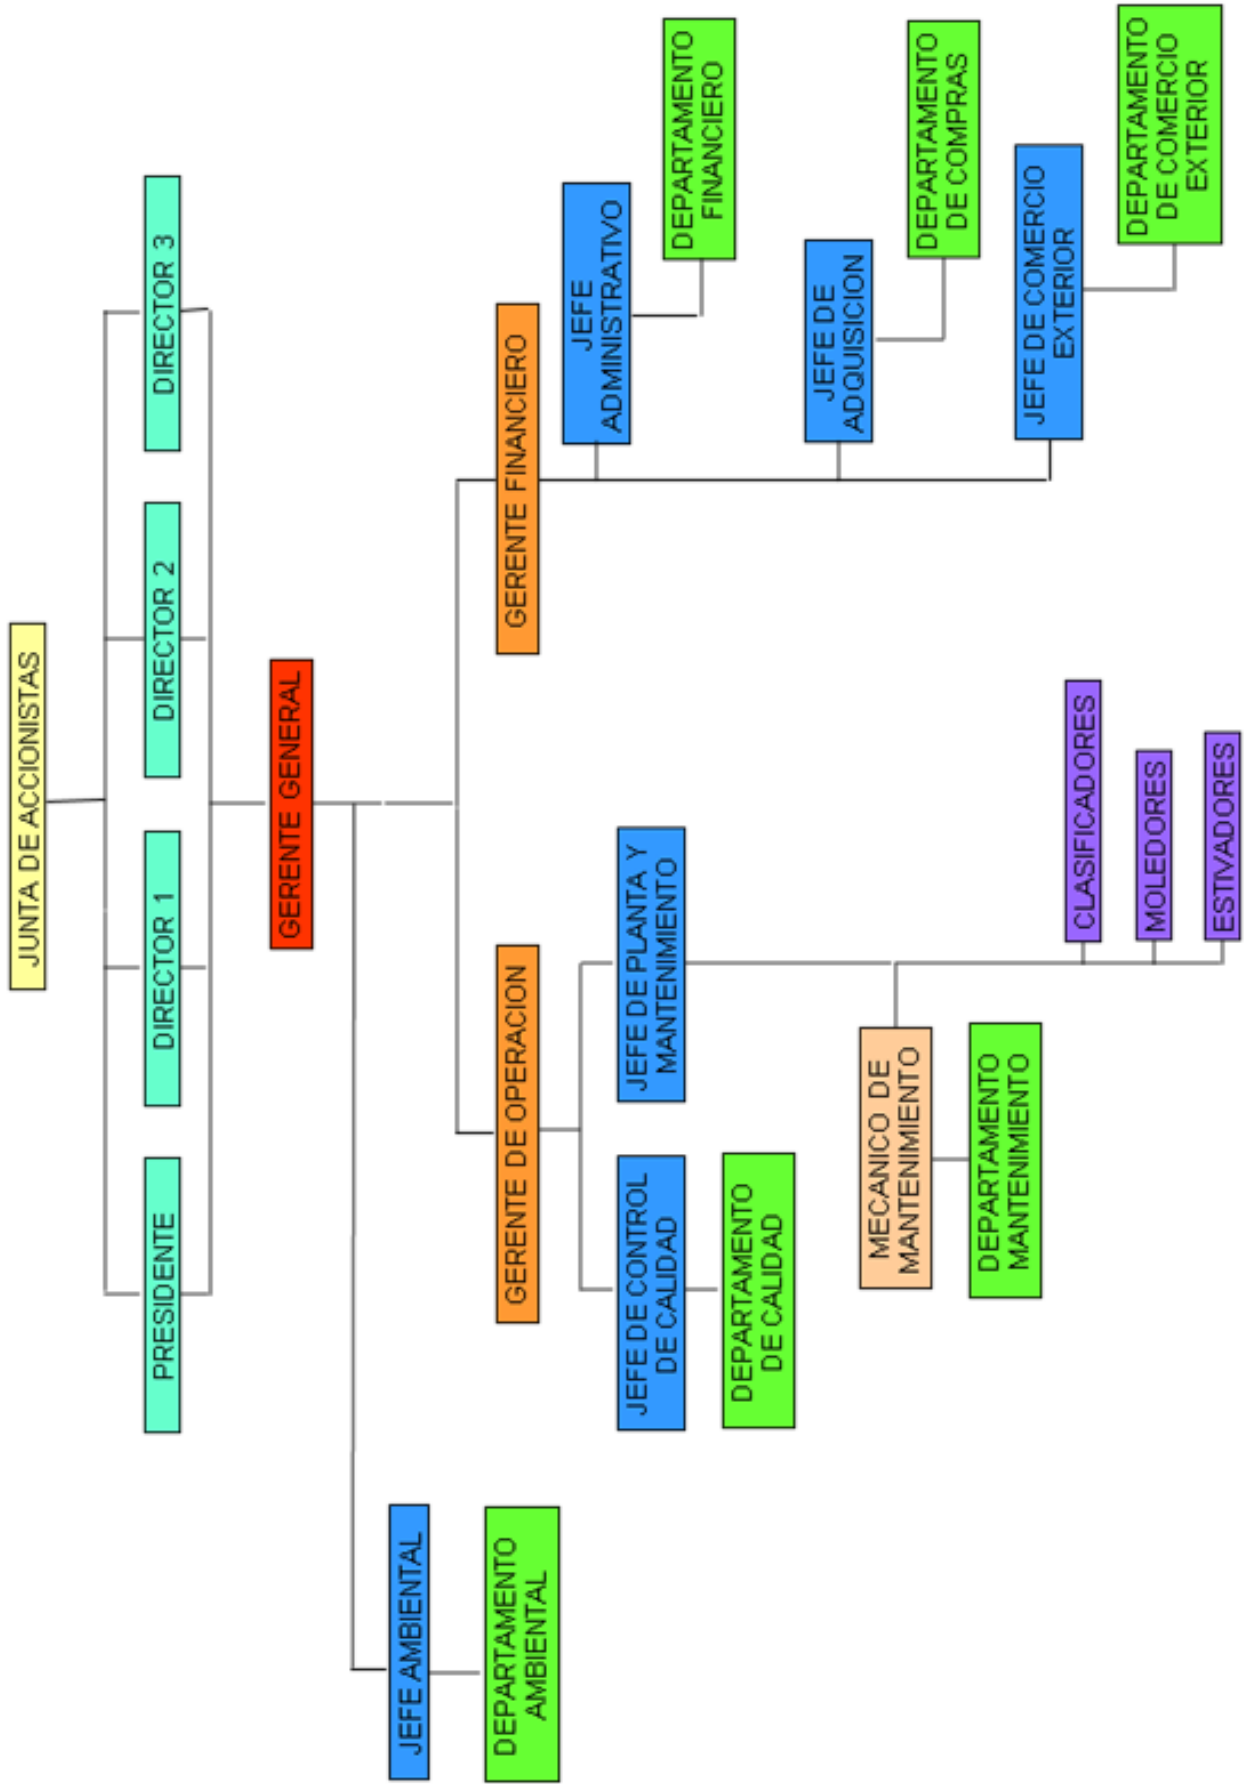 JUNTA DE ACCIONISTAS
PRESIDENTE
DIRECTOR 1
DIRECTOR 2
DIRECTOR 3
GERENTE GENERAL
JEFE AMBIENTAL
DEPARTAMENTO
AMBIENTAL
GERENTE DE OPERACION
GERENTE FINANCIERO
JEFE DE CONTROL
DE CALIDAD
DEPARTAMENTO
DE CALIDAD
JEFE DE PLANTA Y
MANTENIMIENTO
MECANICO DE
MANTENIMIENTO
DEPARTAMENTO
MANTENIMIENTO
CLASIFICADORES
MOLEDORES
ESTIVADORES
JEFE
ADMINISTRATIVO
DEPARTAMENTO
FINANCIERO
JEFE DE
ADQUISICION
DEPARTAMENTO
DE COMPRAS
JEFE DE COMERCIO
EXTERIOR
DEPARTAMENTO
DE COMERCIO
EXTERIOR